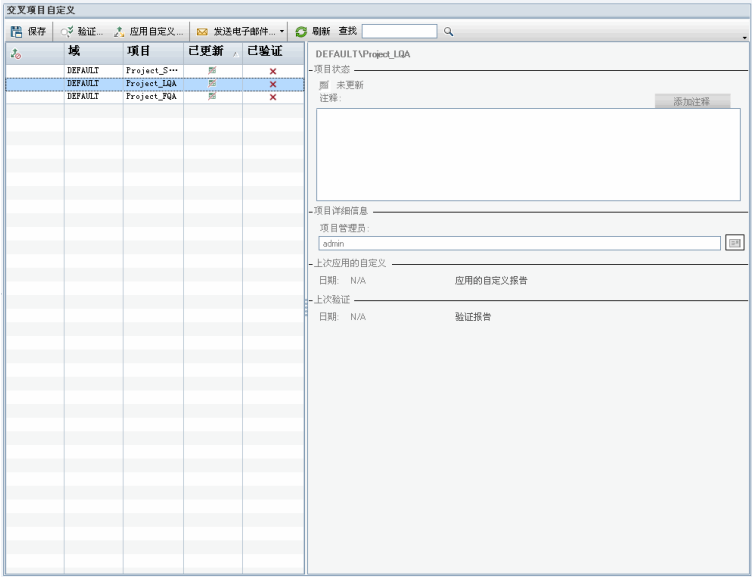 交叉项目自定义
保存 验证... 应用自定义... 发送电子邮件... 刷新 查找
域 项目 已更新 已验证
DEFAULT Project_S...
DEFAULT Project_LQA
DEFAULT Project_FQA
DEFAULT\Project_LQA
项目状态
未更新
注释:
添加注释
项目详细信息
项目管理员:
admin
上次应用的自定义
日期: N/A 应用的自定义报告
上次验证
日期: N/A 验证报告